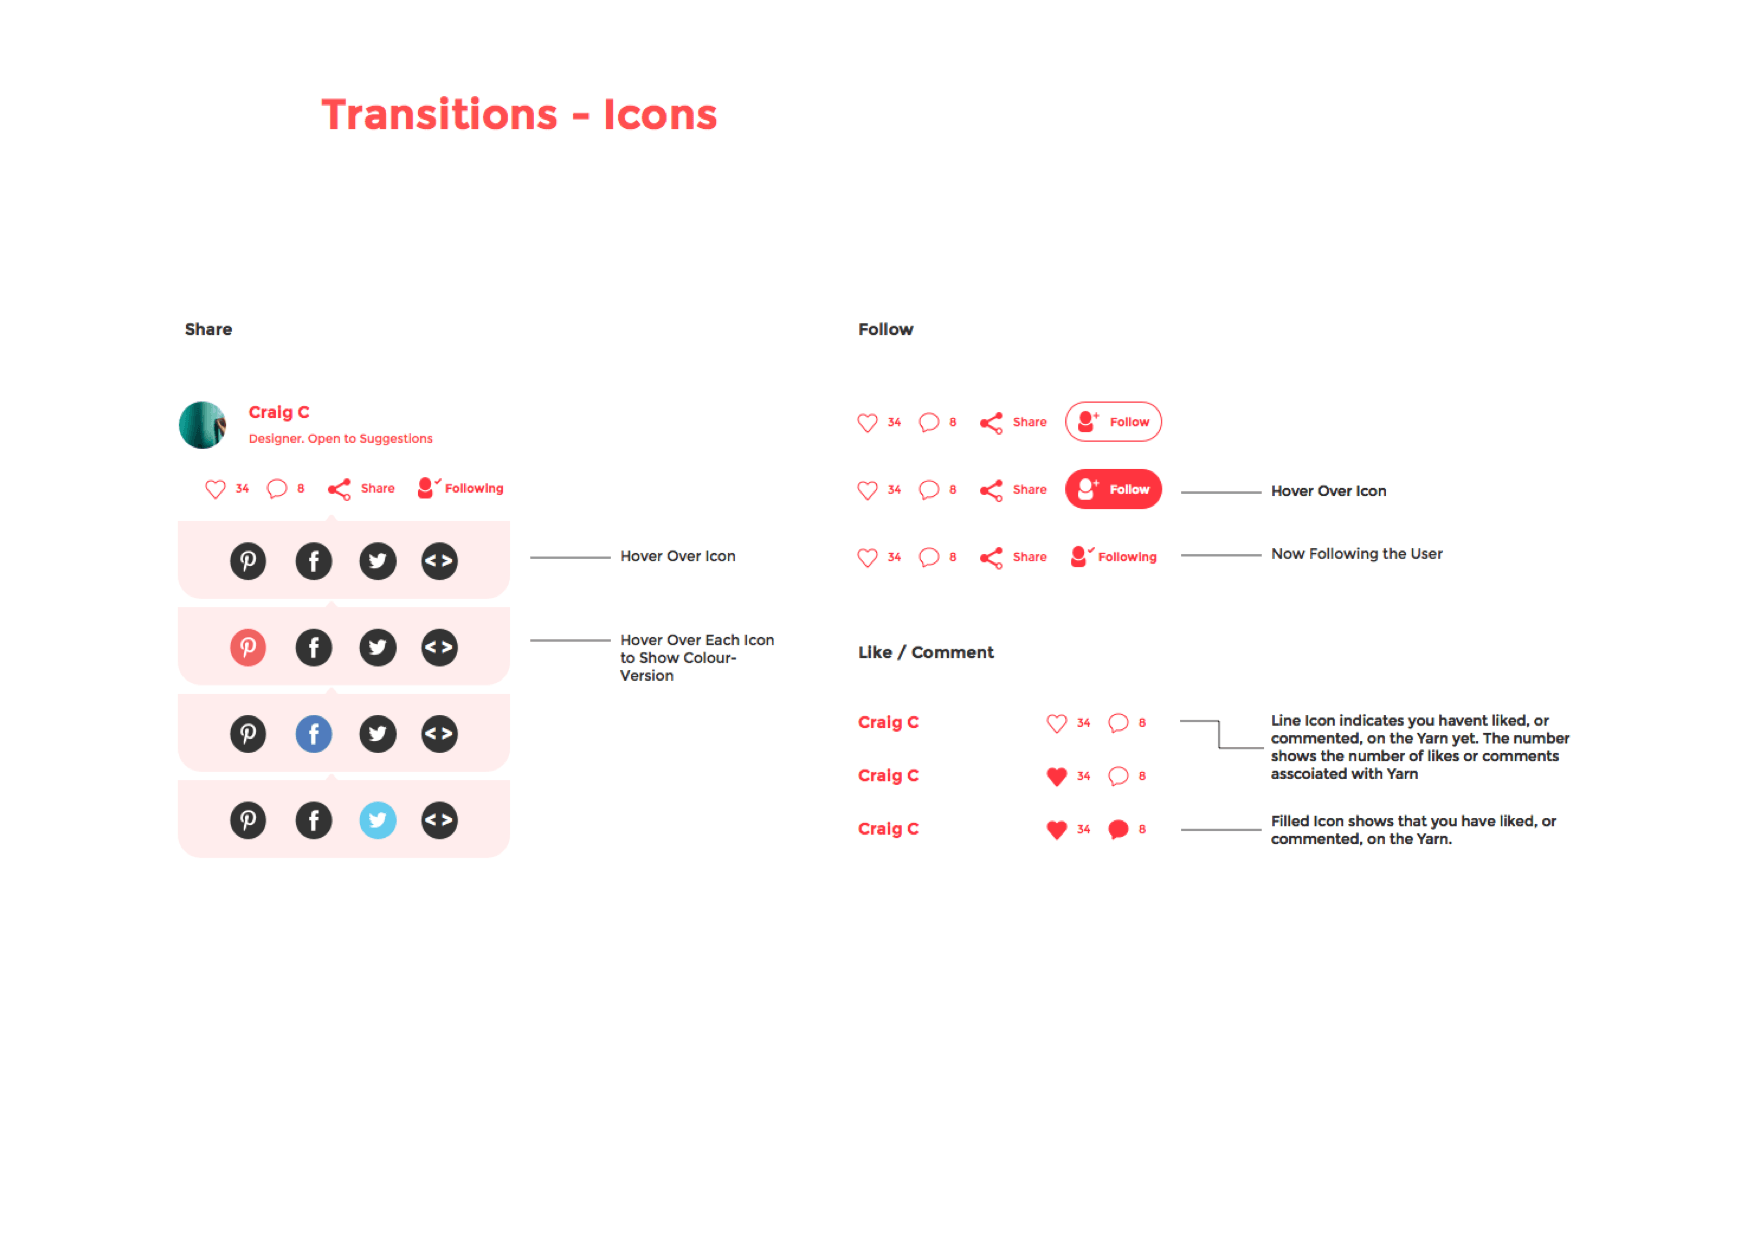 Transitions - Icons
Share
Craig C
Designer. Open to Suggestions
34 8 Share Following
< >
Hover Over Icon
< >
Hover Over Each Icon
to Show Colour-
Version
< >
< >
Follow
34 8 Share Follow
34 8 Share Follow
Hover Over Icon
34 8 Share Following
Now Following the User
Like / Comment
Craig C 34 8
Line Icon indicates you havent liked, or
commented, on the Yarn yet. The number
shows the number of likes or comments
asscoiated with Yarn
Craig C 34 8
Craig C 34 8
Filled Icon shows that you have liked, or
commented, on the Yarn.